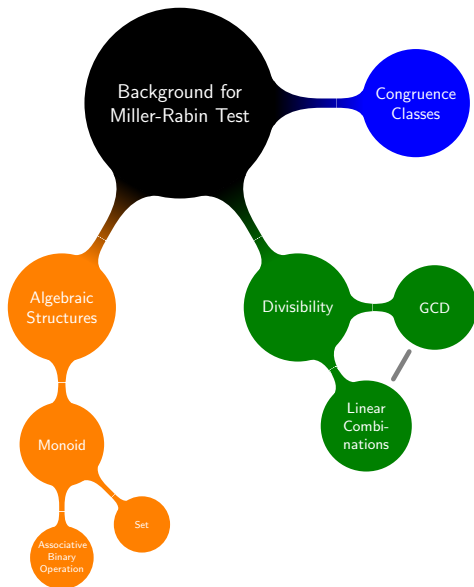 Background for
Miller-Rabin Test
Congruence
Classes
Algebraic
Structures
Divisibility
GCD
Linear
Combi-
nations
Monoid
Set
Associative
Binary
Operation